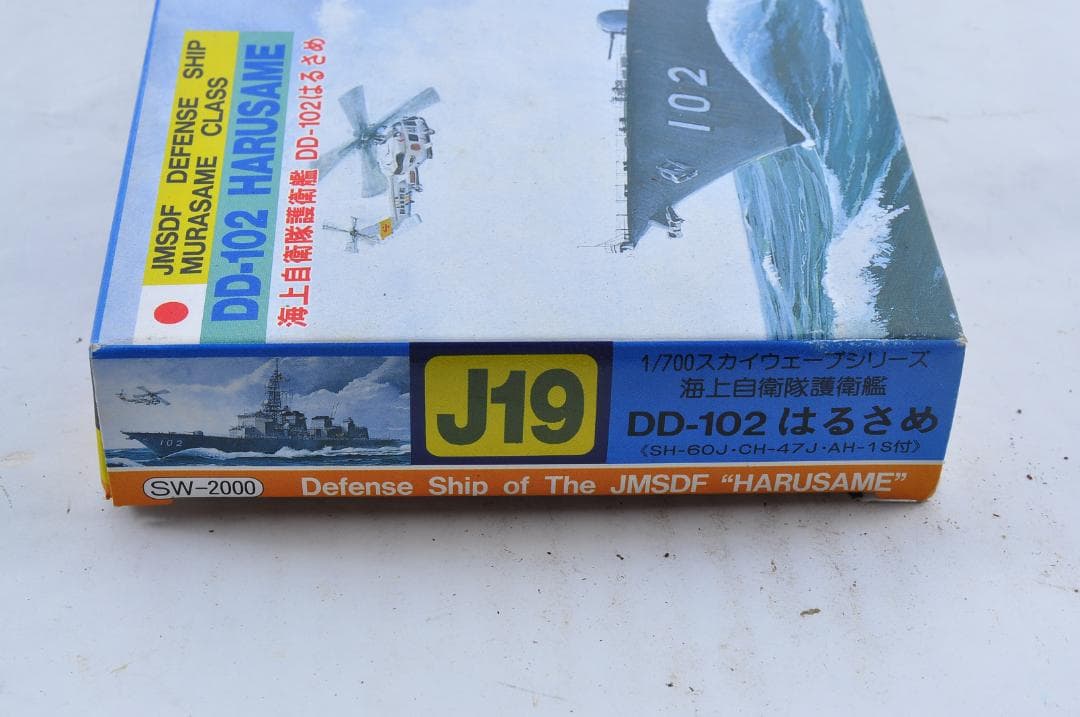 JMSDF DEFENSE SHIP
MURASAME CLASS
DD-102 HARUSAME
海上自衛隊護衛艦 DD-102はるさめ
102
102
J19
1/700スカイウェーブシリーズ
海上自衛隊護衛艦
DD-102 はるさめ
《SH-60J・CH-47J・AH-1S付》
SW-2000
Defense Ship of The JMSDF “HARUSAME”